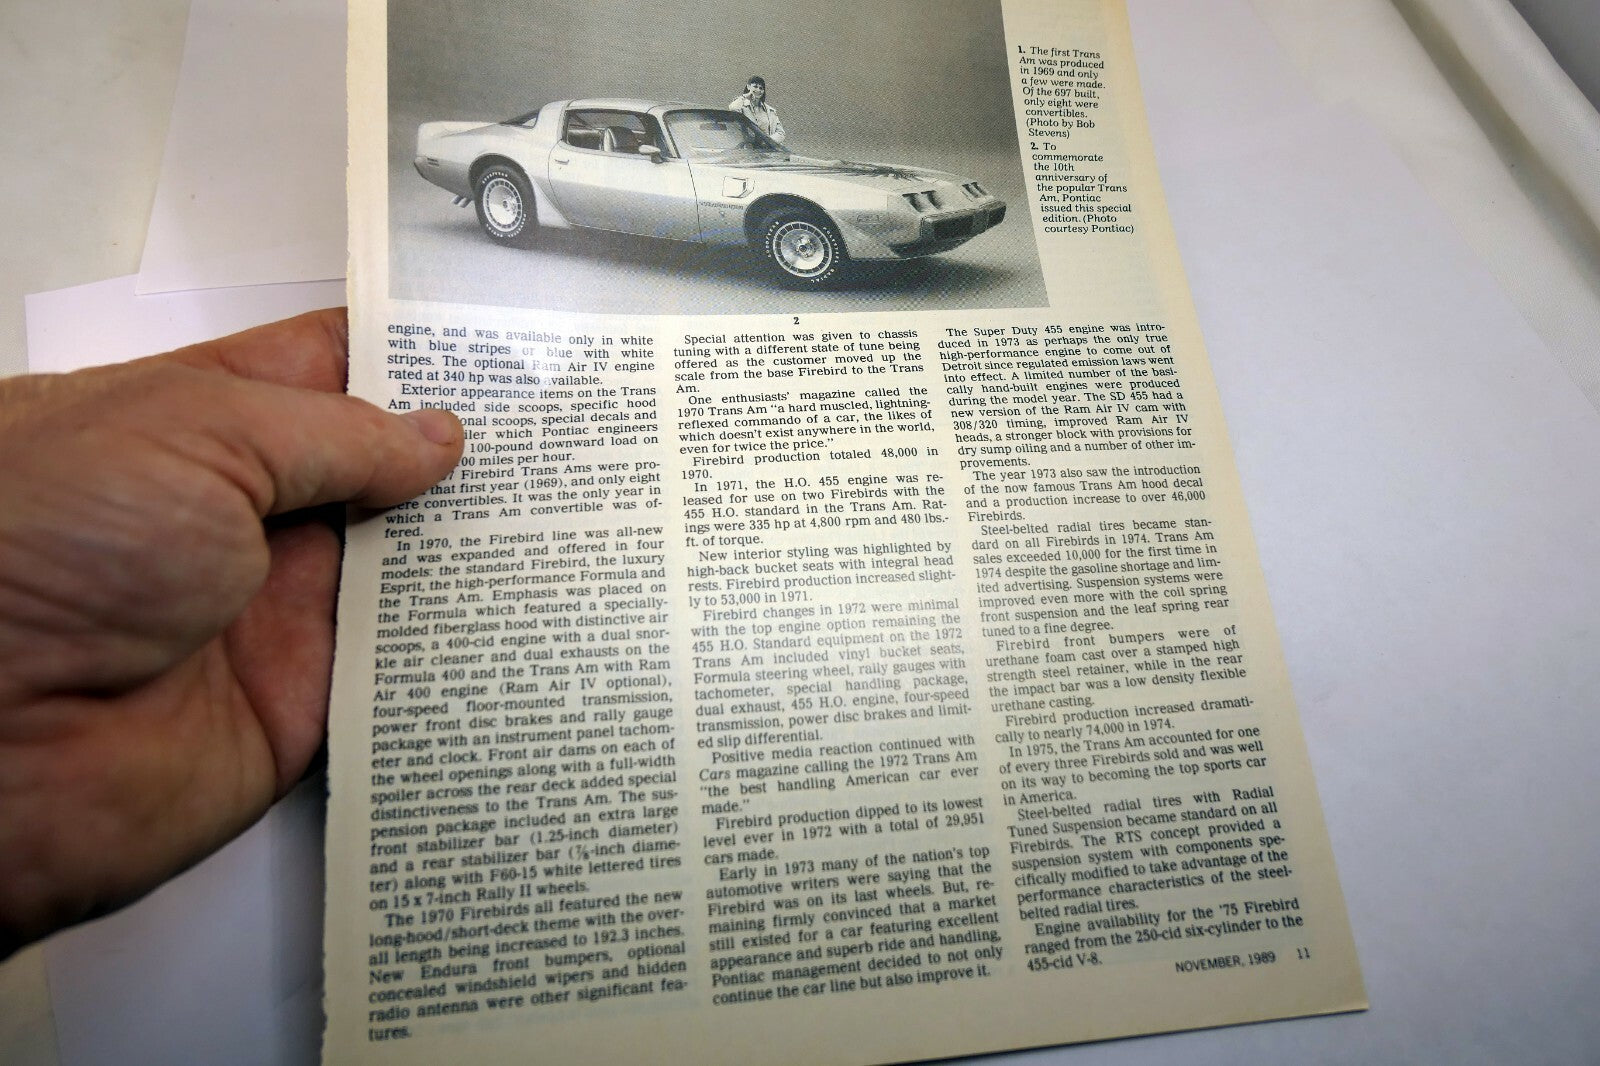 1. The first Trans
Am was produced
in 1969 and only
a few were made.
Of the 697 built,
only eight were
convertibles.
(Photo by Bob
Stevens)
2. To
commemorate
the 10th
anniversary of
the popular Trans
Am, Pontiac
issued this special
edition. (Photo
courtesy Pontiac)
2
engine, and was available only in white
with blue stripes or blue with white
stripes. The optional Ram Air IV engine
rated at 340 hp was also available.
Exterior appearance items on the Trans
Am included side scoops, specific hood
onal scoops, special decals and
iler which Pontiac engineers
100-pound downward load on
00 miles per hour.
7 Firebird Trans Ams were pro-
that first year (1969), and only eight
were convertibles. It was the only year in
which a Trans Am convertible was of-
fered.
In 1970, the Firebird line was all-new
and was expanded and offered in four
models: the standard Firebird, the luxury
Esprit, the high-performance Formula and
the Trans Am. Emphasis was placed on
the Formula which featured a specially-
molded fiberglass hood with distinctive air
scoops, a 400-cid engine with a dual snor-
kle air cleaner and dual exhausts on the
Formula 400 and the Trans Am with Ram
Air 400 engine (Ram Air IV optional),
four-speed floor-mounted transmission,
power front disc brakes and rally gauge
package with an instrument panel tachom-
eter and clock. Front air dams on each of
the wheel openings along with a full-width
spoiler across the rear deck added special
distinctiveness to the Trans Am. The sus-
pension package included an extra large
front stabilizer bar (1.25-inch diameter)
and a rear stabilizer bar (⅞-inch diame-
ter) along with F60-15 white lettered tires
on 15 x 7-inch Rally II wheels.
The 1970 Firebirds all featured the new
long-hood/short-deck theme with the over-
all length being increased to 192.3 inches.
New Endura front bumpers, optional
concealed windshield wipers and hidden
radio antenna were other significant fea-
tures.
Special attention was given to chassis
tuning with a different state of tune being
offered as the customer moved up the
scale from the base Firebird to the Trans
Am.
One enthusiasts' magazine called the
1970 Trans Am "a hard muscled, lightning-
reflexed commando of a car, the likes of
which doesn't exist anywhere in the world,
even for twice the price."
Firebird production totaled 48,000 in
1970.
In 1971, the H.O. 455 engine was re-
leased for use on two Firebirds with the
455 H.O. standard in the Trans Am. Rat-
ings were 335 hp at 4,800 rpm and 480 lbs.-
ft. of torque.
New interior styling was highlighted by
high-back bucket seats with integral head
rests. Firebird production increased slight-
ly to 53,000 in 1971.
Firebird changes in 1972 were minimal
with the top engine option remaining the
455 H.O. Standard equipment on the 1972
Trans Am included vinyl bucket seats,
Formula steering wheel, rally gauges with
tachometer, special handling package,
dual exhaust, 455 H.O. engine, four-speed
transmission, power disc brakes and limit-
ed slip differential.
Positive media reaction continued with
Cars magazine calling the 1972 Trans Am
"the best handling American car ever
made."
Firebird production dipped to its lowest
level ever in 1972 with a total of 29,951
cars made.
Early in 1973 many of the nation's top
automotive writers were saying that the
Firebird was on its last wheels. But, re-
maining firmly convinced that a market
still existed for a car featuring excellent
appearance and superb ride and handling,
Pontiac management decided to not only
continue the car line but also improve it.
The Super Duty 455 engine was intro-
duced in 1973 as perhaps the only true
high-performance engine to come out of
Detroit since regulated emission laws went
into effect. A limited number of the basi-
cally hand-built engines were produced
during the model year. The SD 455 had a
new version of the Ram Air IV cam with
308/320 timing, improved Ram Air IV
heads, a stronger block with provisions for
dry sump oiling and a number of other im-
provements.
The year 1973 also saw the introduction
of the now famous Trans Am hood decal
and a production increase to over 46,000
Firebirds.
Steel-belted radial tires became stan-
dard on all Firebirds in 1974. Trans Am
sales exceeded 10,000 for the first time in
1974 despite the gasoline shortage and lim-
ited advertising. Suspension systems were
improved even more with the coil spring
front suspension and the leaf spring rear
tuned to a fine degree.
Firebird front bumpers were of
urethane foam cast over a stamped high
strength steel retainer, while in the rear
the impact bar was a low density flexible
urethane casting.
Firebird production increased dramati-
cally to nearly 74,000 in 1974.
In 1975, the Trans Am accounted for one
of every three Firebirds sold and was well
on its way to becoming the top sports car
in America.
Steel-belted radial tires with Radial
Tuned Suspension became standard on all
Firebirds. The RTS concept provided a
suspension system with components spe-
cifically modified to take advantage of the
performance characteristics of the steel-
belted radial tires.
Engine availability for the '75 Firebird
ranged from the 250-cid six-cylinder to the
455-cid V-8.
NOVEMBER, 1989 11